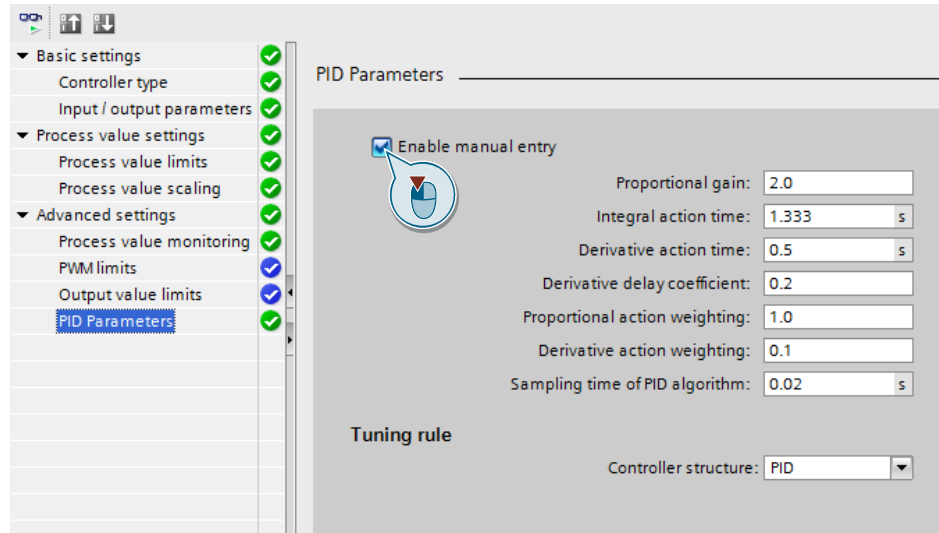 Basic settings
Controller type
Input / output parameters
Process value settings
Process value limits
Process value scaling
Advanced settings
Process value monitoring
PWM limits
Output value limits
PID Parameters
PID Parameters
Enable manual entry
Proportional gain: 2.0
Integral action time: 1.333 s
Derivative action time: 0.5 s
Derivative delay coefficient: 0.2
Proportional action weighting: 1.0
Derivative action weighting: 0.1
Sampling time of PID algorithm: 0.02 s
Tuning rule
Controller structure: PID